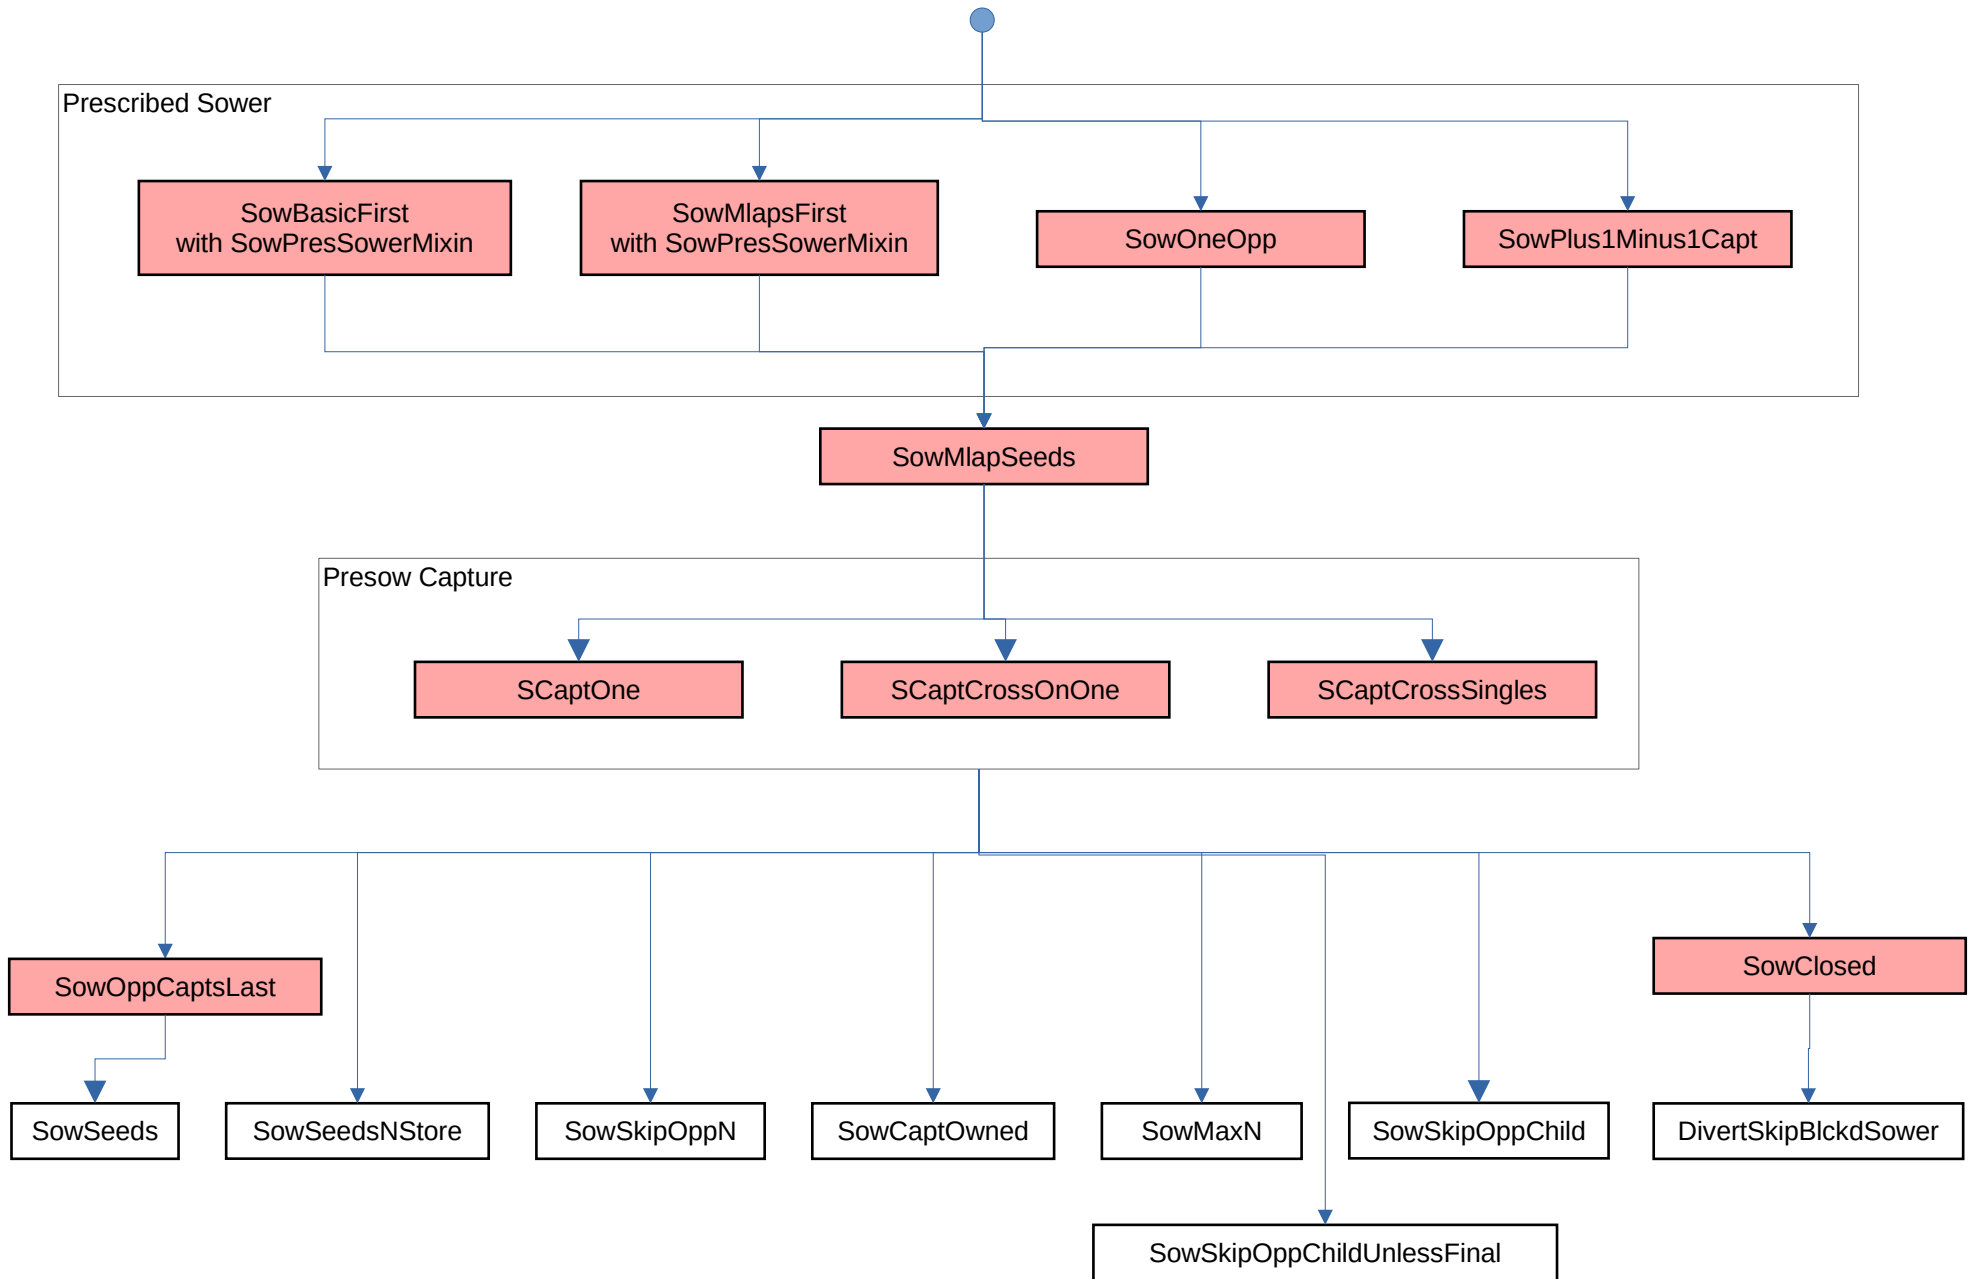 Prescribed Sower
SowBasicFirst
with SowPresSowerMixin
SowMlapsFirst
with SowPresSowerMixin
SowOneOpp
SowPlus1Minus1Capt
SowMlapSeeds
Presow Capture
SCaptOne
SCaptCrossOnOne
SCaptCrossSingles
SowOppCaptsLast
SowClosed
SowSeeds
SowSeedsNStore
SowSkipOppN
SowCaptOwned
SowMaxN
SowSkipOppChild
DivertSkipBlckdSower
SowSkipOppChildUnlessFinal